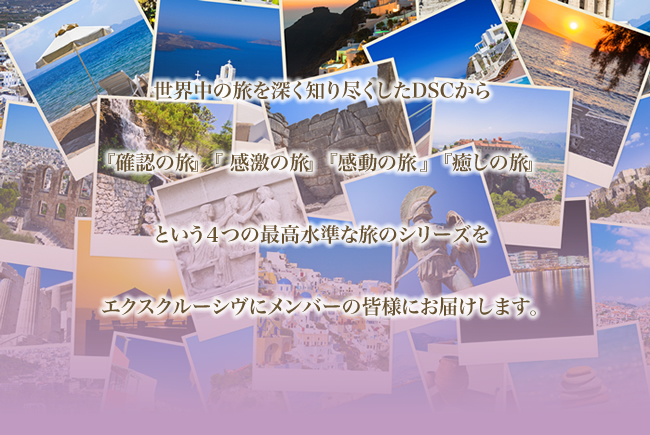 世界中の旅を深く知り尽くしたDSCから
『確認の旅』『感激の旅』『感動の旅』『癒しの旅』
という4つの最高水準な旅のシリーズを
エクスクルーシヴにメンバーの皆様にお届けします。